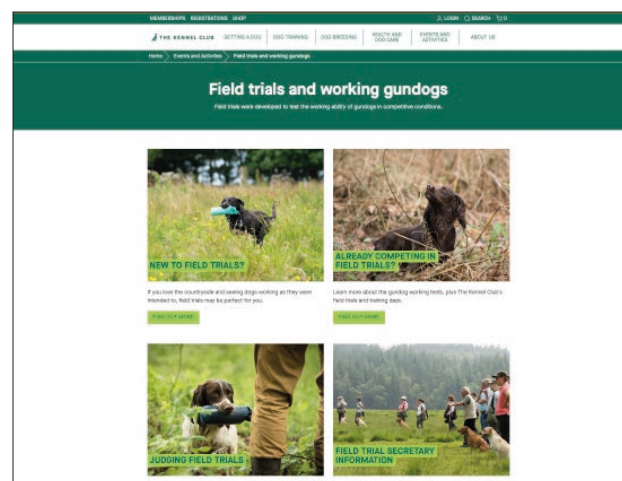 MEMBERSHIPS REGISTRATIONS SHOP LOGIN SEARCH 0
THE KENNEL CLUB GETTING A DOG DOG TRAINING DOG BREEDING HEALTH AND DOG CARE EVENTS AND ACTIVITIES ABOUT US
Home Events and Activities Field trials and working gundogs
Field trials and working gundogs
Field trials were developed to test the working ability of gundogs in competitive conditions.
NEW TO FIELD TRIALS?
If you love the countryside and seeing dogs working as they were
intended to, field trials may be perfect for you.
FIND OUT MORE
ALREADY COMPETING IN
FIELD TRIALS?
Learn more about the gundog working tests, plus The Kennel Club's
field trials and training days.
FIND OUT MORE
JUDGING FIELD TRIALS
FIELD TRIAL SECRETARY
INFORMATION